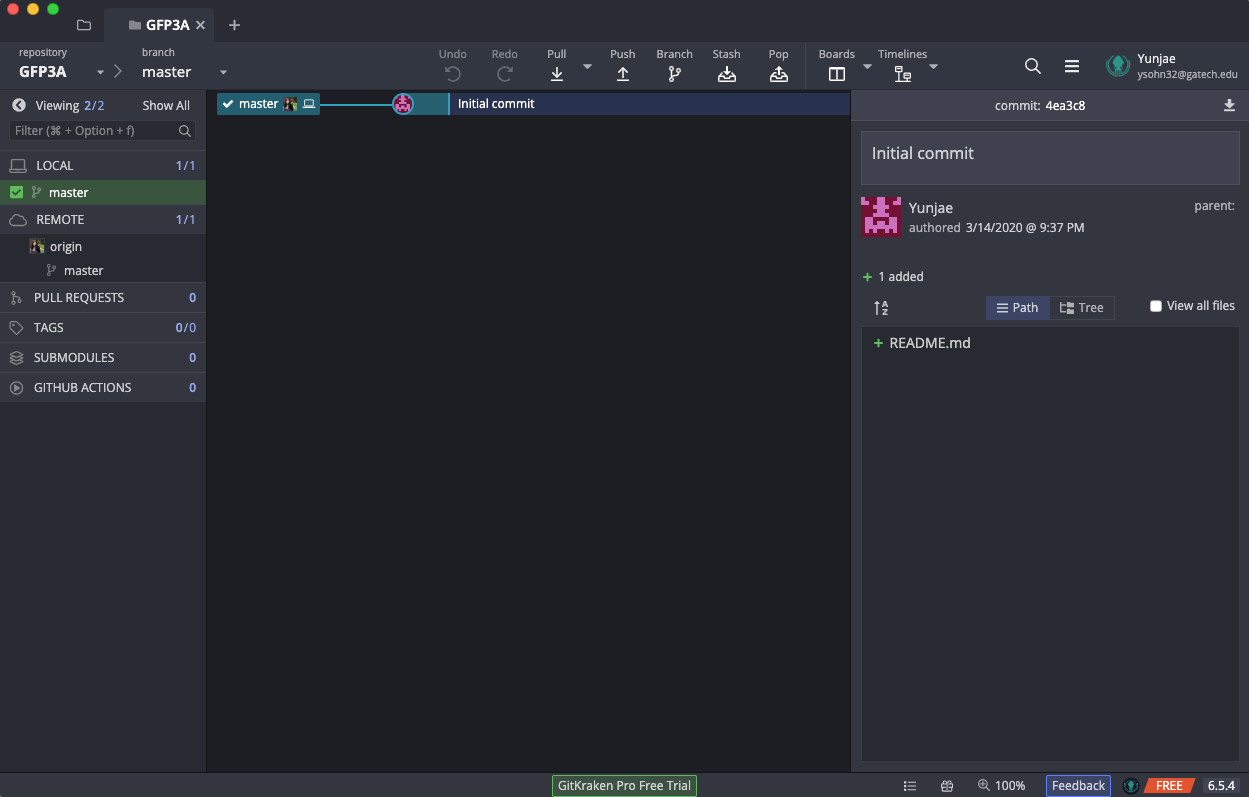 GFP3A
repository
GFP3A
branch
master
Undo
Redo
Pull
Push
Branch
Stash
Pop
Boards
Timelines
Yunjae
ysohn32@gatech.edu
Viewing 2/2
Show All
Filter (⌘ + Option + f)
LOCAL
1/1
master
REMOTE
1/1
origin
master
PULL REQUESTS
0
TAGS
0/0
SUBMODULES
0
GITHUB ACTIONS
0
master
Initial commit
commit: 4ea3c8
Initial commit
Yunjae
authored 3/14/2020 @ 9:37 PM
parent:
+ 1 added
A
Z
Path
Tree
View all files
+ README.md
GitKraken Pro Free Trial
100%
Feedback
FREE
6.5.4